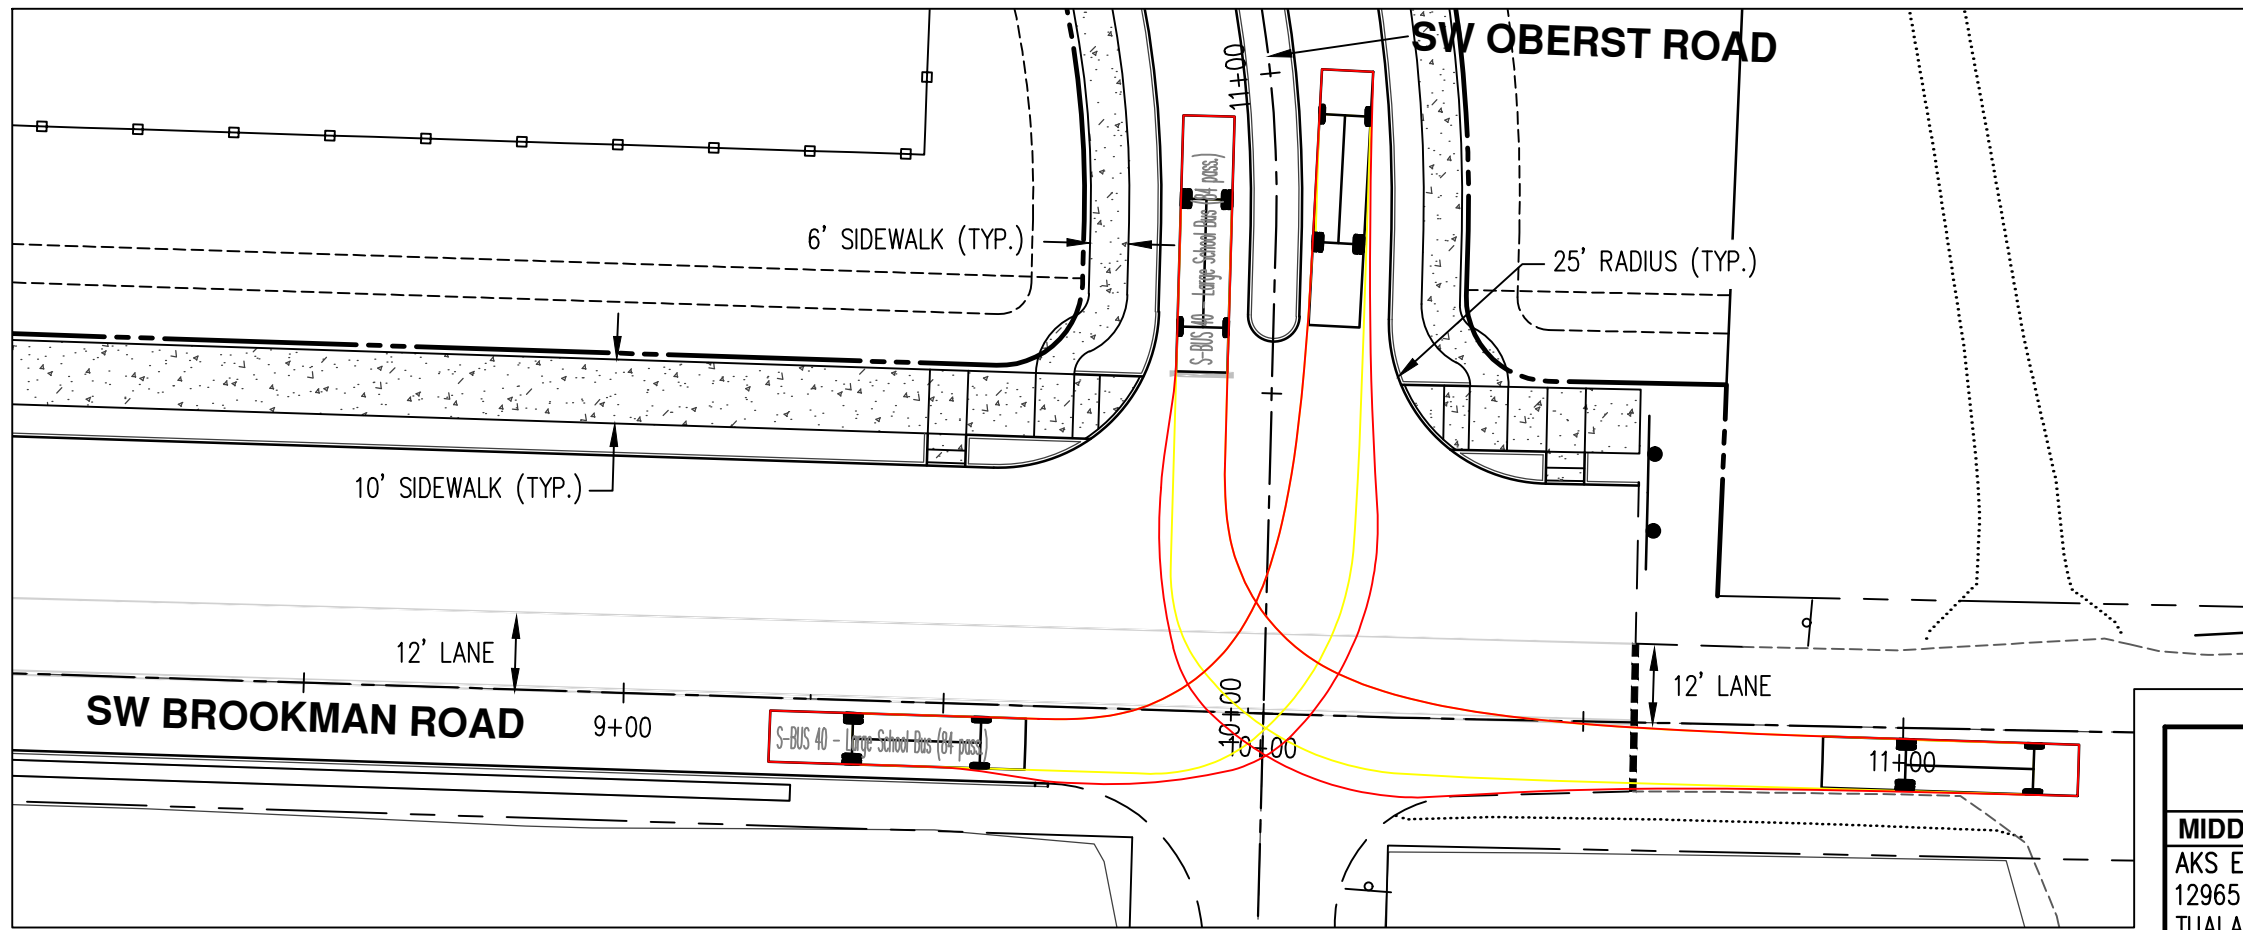 SW OBERST ROAD
11+00
S-BUS 40 - Large School Bus (84 pass.)
6' SIDEWALK (TYP.)
25' RADIUS (TYP.)
10' SIDEWALK (TYP.)
12' LANE
12' LANE
SW BROOKMAN ROAD
9+00
S-BUS 40 - Large School Bus (84 pass.)
10+00
10+00
11+00
MIDD
AKS E
12965
TUALA